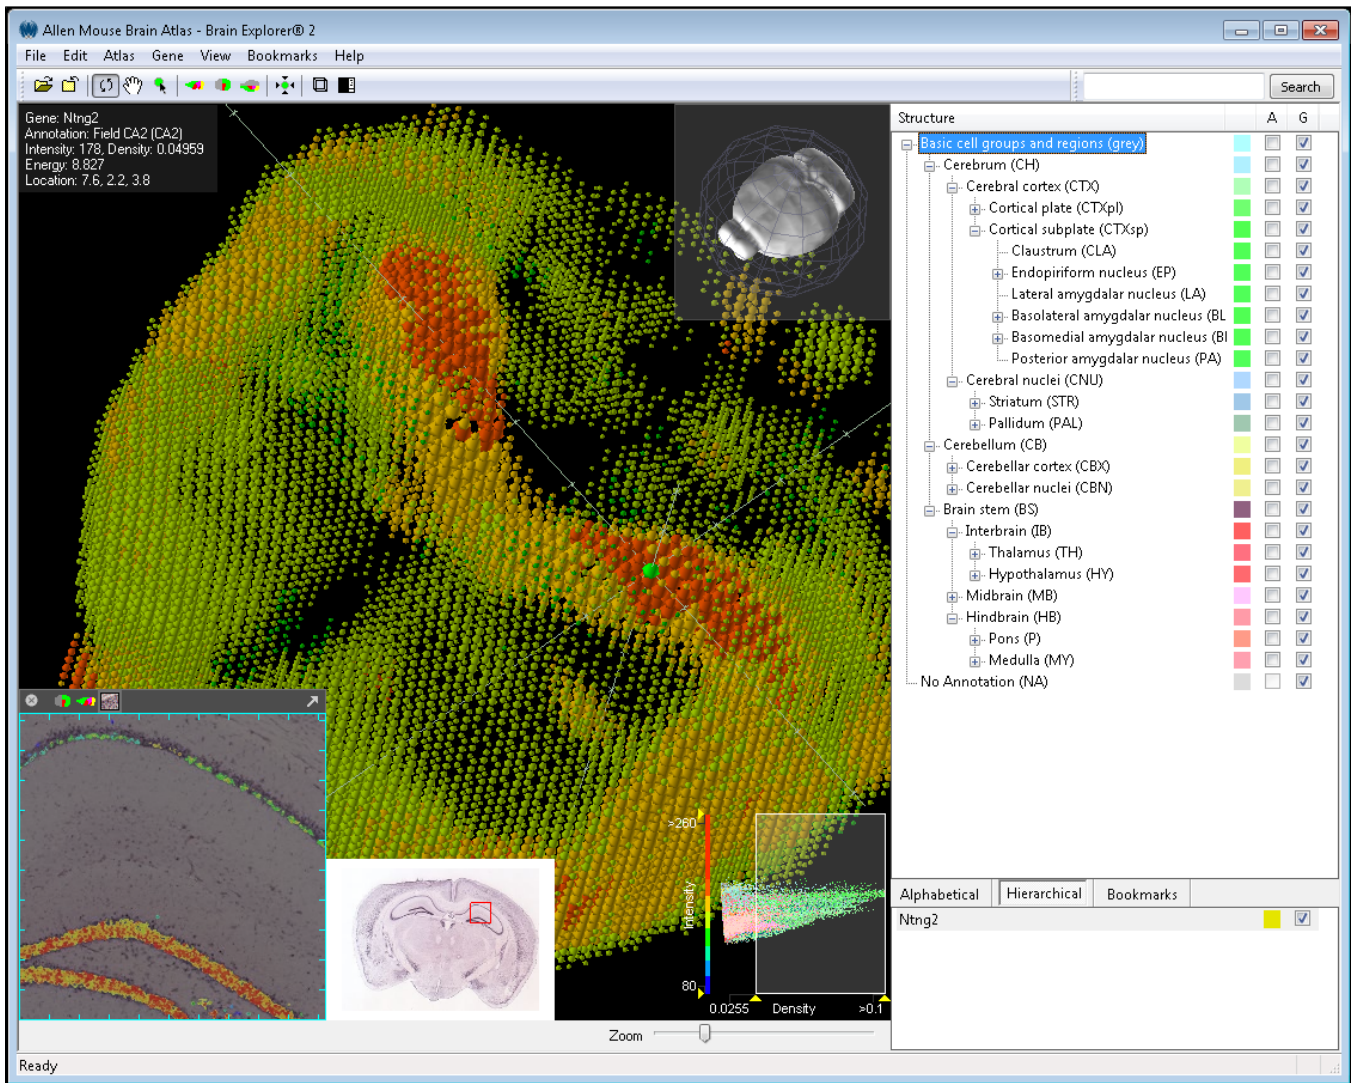 Allen Mouse Brain Atlas - Brain Explorer® 2
File Edit Atlas Gene View Bookmarks Help
Search
Gene: Ntng2
Annotation: Field CA2 (CA2)
Intensity: 178, Density: 0.04959
Energy: 8.827
Location: 7.6, 2.2, 3.8
Structure A G
Basic cell groups and regions (grey)
Cerebrum (CH)
Cerebral cortex (CTX)
Cortical plate (CTXpl)
Cortical subplate (CTXsp)
Claustrum (CLA)
Endopiriform nucleus (EP)
Lateral amygdalar nucleus (LA)
Basolateral amygdalar nucleus (BL
Basomedial amygdalar nucleus (BI
Posterior amygdalar nucleus (PA)
Cerebral nuclei (CNU)
Striatum (STR)
Pallidum (PAL)
Cerebellum (CB)
Cerebellar cortex (CBX)
Cerebellar nuclei (CBN)
Brain stem (BS)
Interbrain (IB)
Thalamus (TH)
Hypothalamus (HY)
Midbrain (MB)
Hindbrain (HB)
Pons (P)
Medulla (MY)
No Annotation (NA)
>260
Intensity
80
0.0255 Density >0.1
Alphabetical Hierarchical Bookmarks
Ntng2
Zoom
Ready